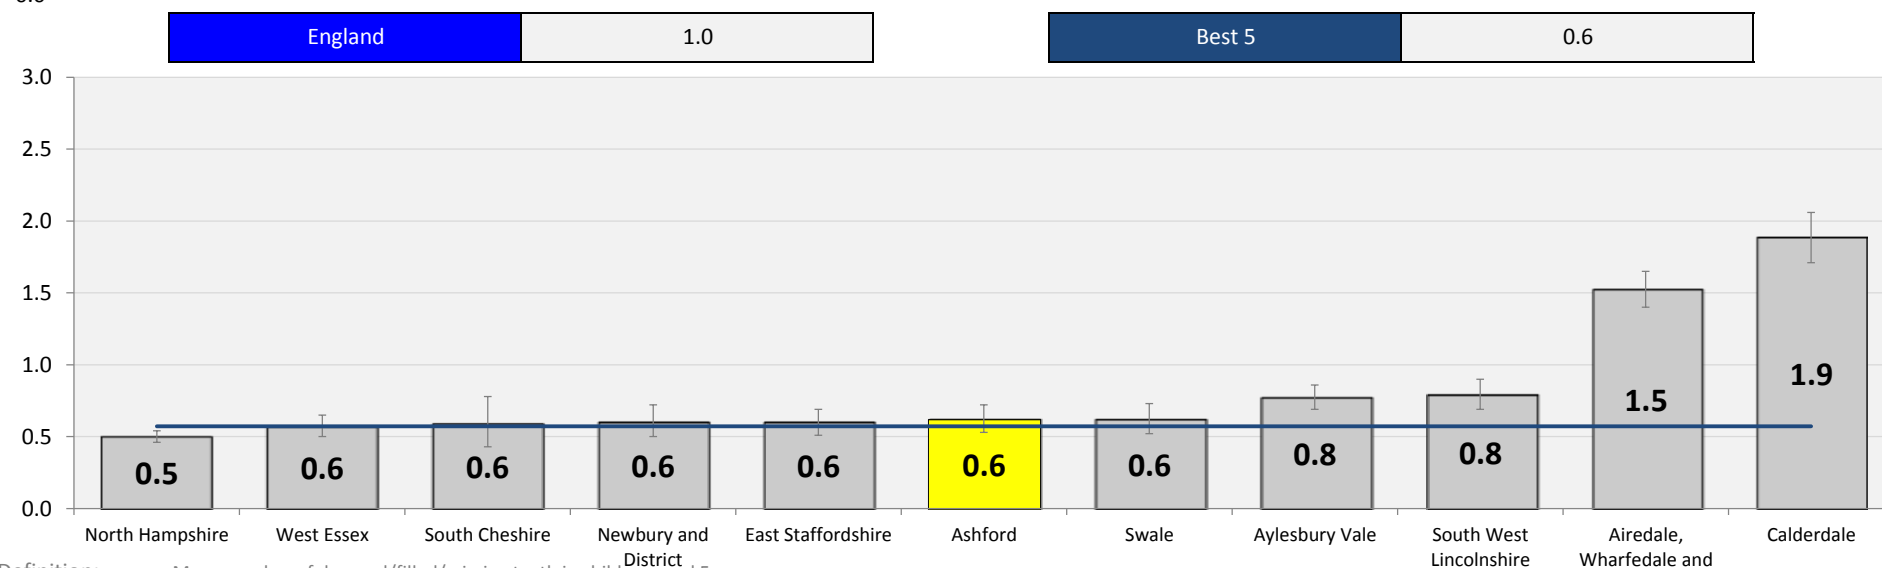 England 1.0 Best 5 0.6
3.0
2.5
2.0
1.5
1.0
0.5
0.0
0.5 0.6 0.6 0.6 0.6 0.6 0.6 0.8 0.8 1.5 1.9
North Hampshire West Essex South Cheshire Newbury and East Staffordshire Ashford Swale Aylesbury Vale South West Airedale, Calderdale
District Lincolnshire Wharfedale and